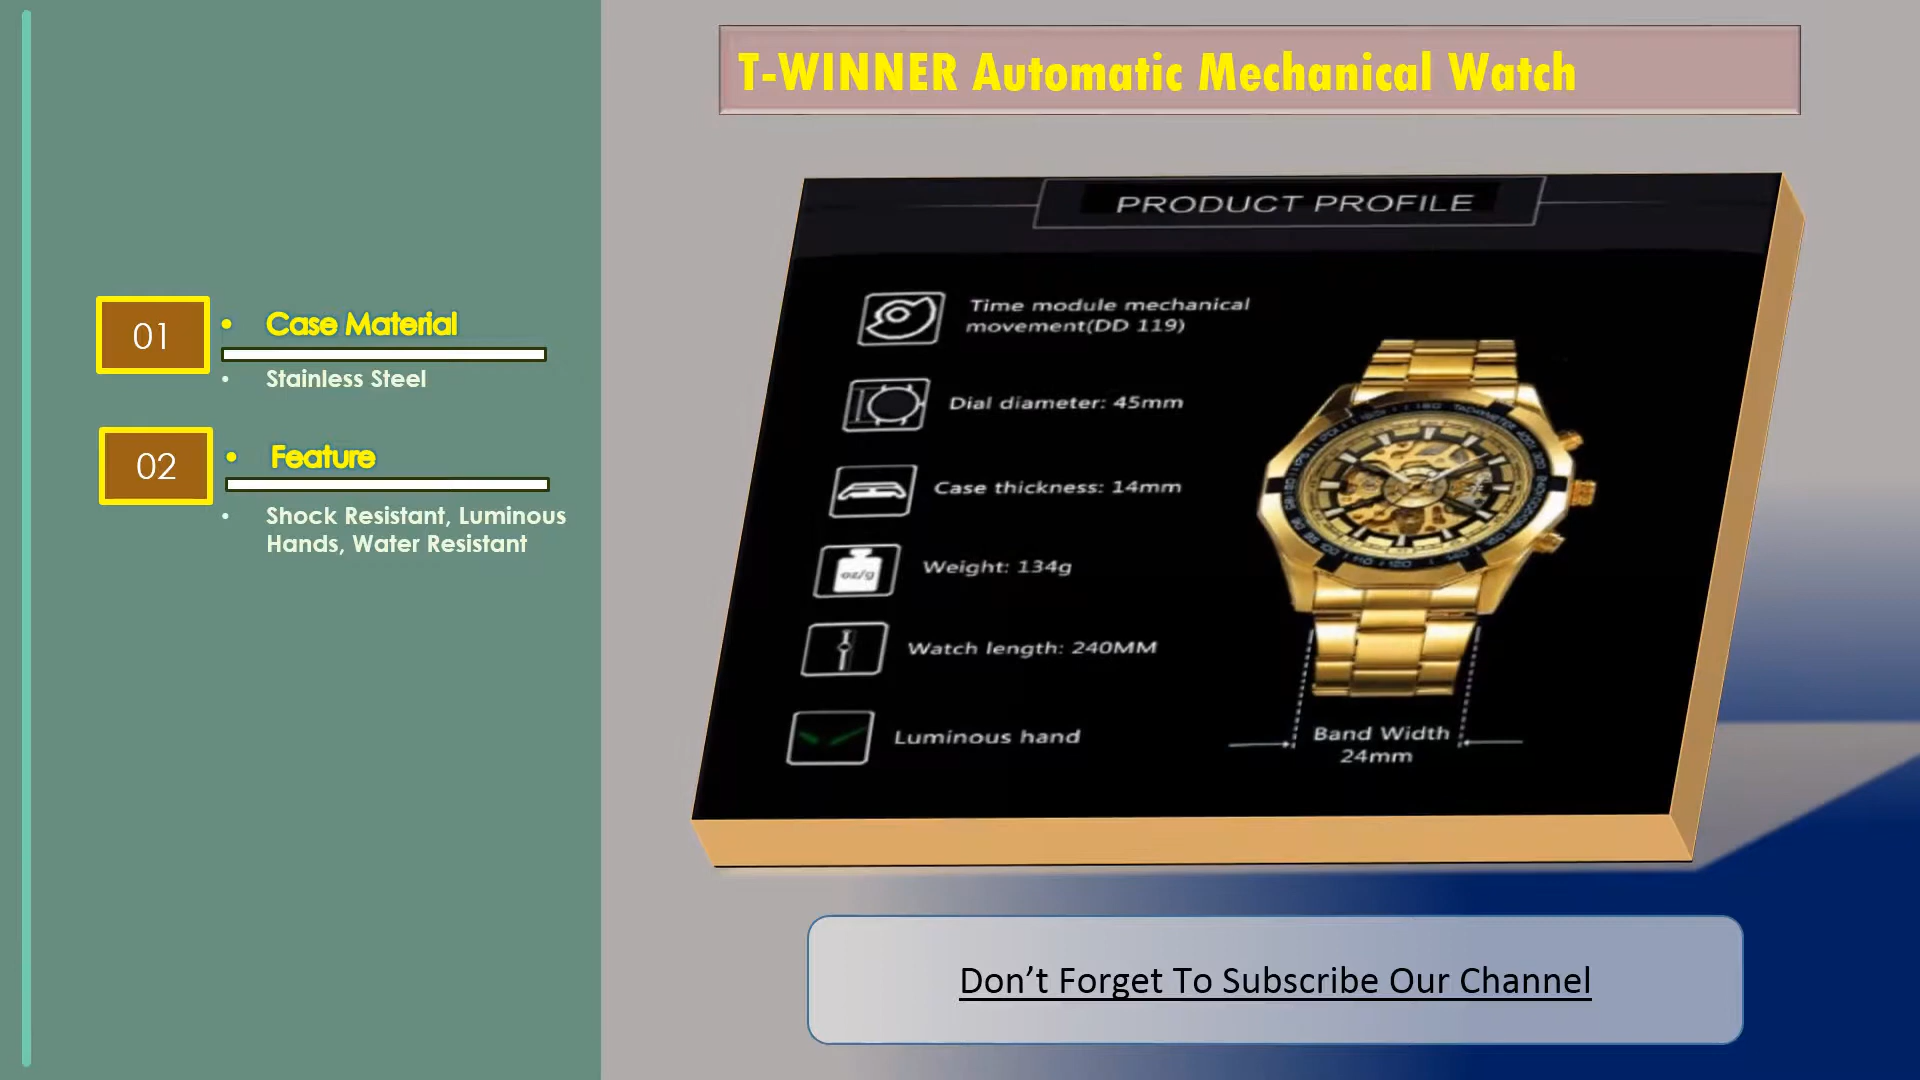 T-WINNER Automatic Mechanical Watch
01
• Case Material
• Stainless Steel
02
• Feature
• Shock Resistant, Luminous
Hands, Water Resistant
PRODUCT PROFILE
Time module mechanical
movement(DD 119)
Dial diameter: 45mm
Case thickness: 14mm
oz/g
Weight: 134g
Watch length: 240MM
Luminous hand
TACHYMETER
Band Width
24mm
Don’t Forget To Subscribe Our Channel